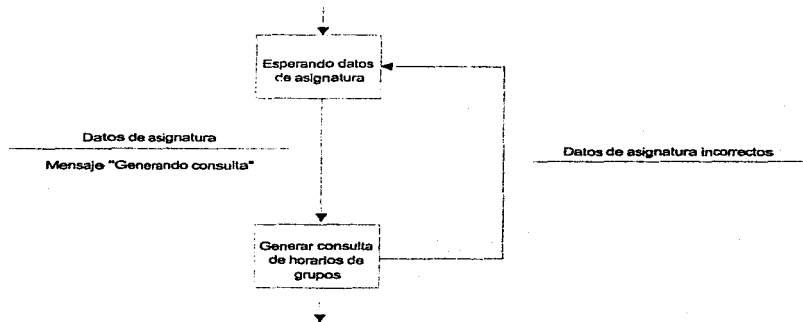 Esperando datos
de asignatura
Datos de asignatura
Mensaje "Generando consulta"
Datos de asignatura incorrectos
Generar consulta
de horarios de
grupos